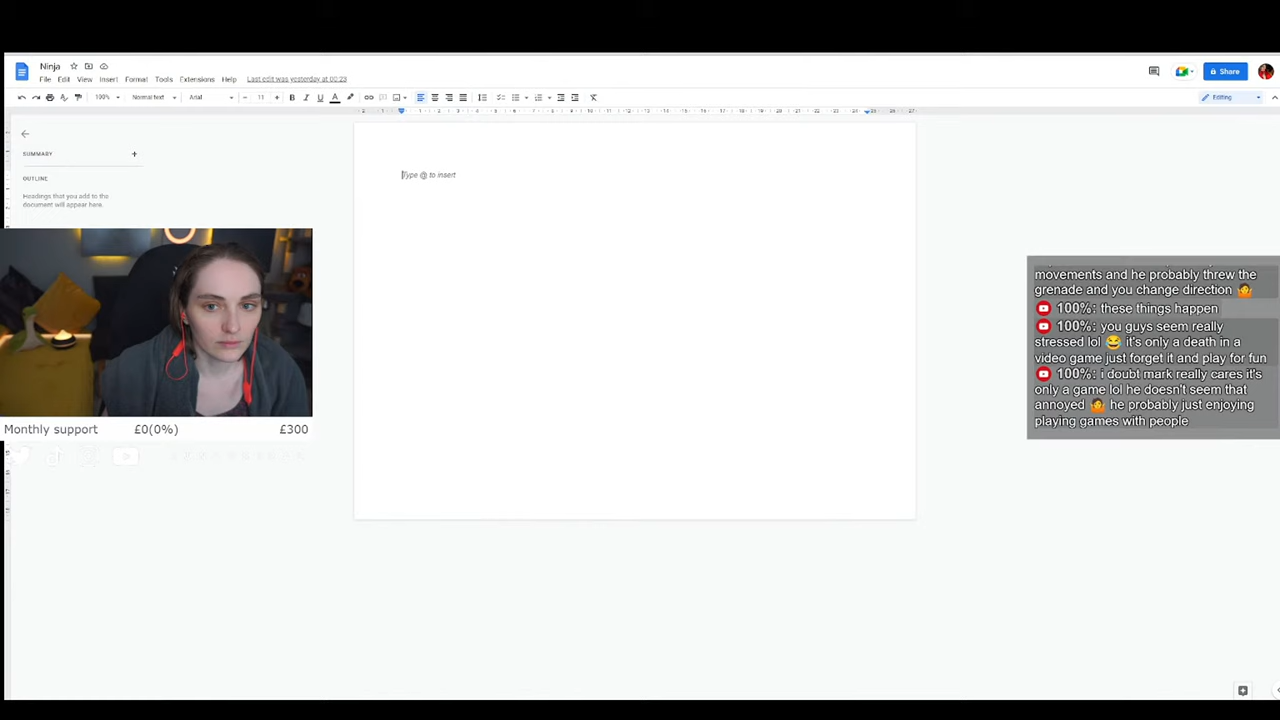 Ninja
File Edit View Insert Format Tools Extensions Help Last edit was yesterday at 00:23
Share
100% Normal text Arial 11 Editing
SUMMARY
OUTLINE
Headings that you add to the
document will appear here.
Type @ to insert
Monthly support £0(0%) £300
movements and he probably threw the
grenade and you change direction 🤷
100%: these things happen
100%: you guys seem really
stressed lol 😂 it's only a death in a
video game just forget it and play for fun
100%: i doubt mark really cares it's
only a game lol he doesn't seem that
annoyed 🤷 he probably just enjoying
playing games with people